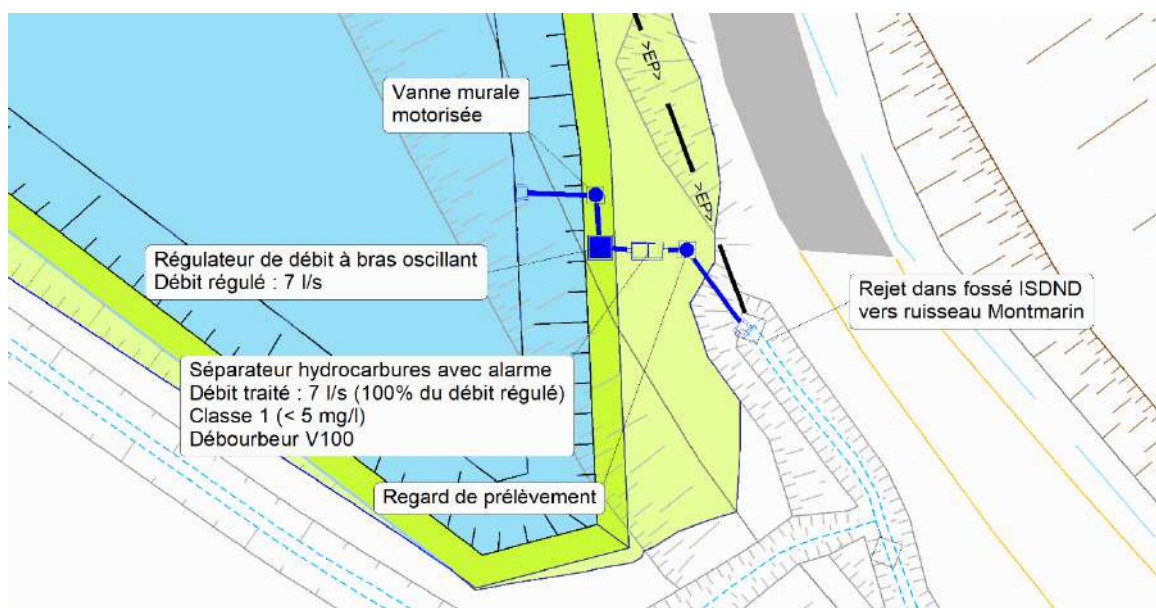 >EP>
Vanne murale
motorisée
>EP>
Régulateur de débit à bras oscillant
Débit régulé : 7 l/s
Rejet dans fossé ISDND
vers ruisseau Montmarin
Séparateur hydrocarbures avec alarme
Débit traité : 7 l/s (100% du débit régulé)
Classe 1 (< 5 mg/l)
Débourbeur V100
Regard de prélèvement